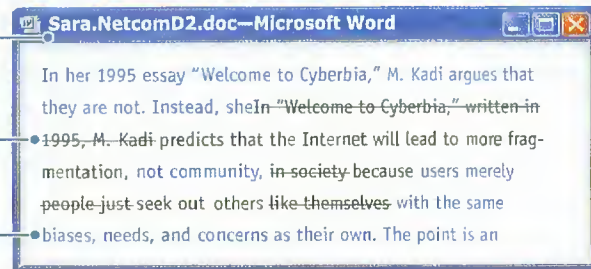 Sara.NetcomD2.doc—Microsoft Word
In her 1995 essay "Welcome to Cyberbia," M. Kadi argues that
they are not. Instead, sheIn "Welcome to Cyberbia," written in
1995, M. Kadi predicts that the Internet will lead to more frag-
mentation, not community, in society because users merely
people just seek out others like themselves with the same
biases, needs, and concerns as their own. The point is an